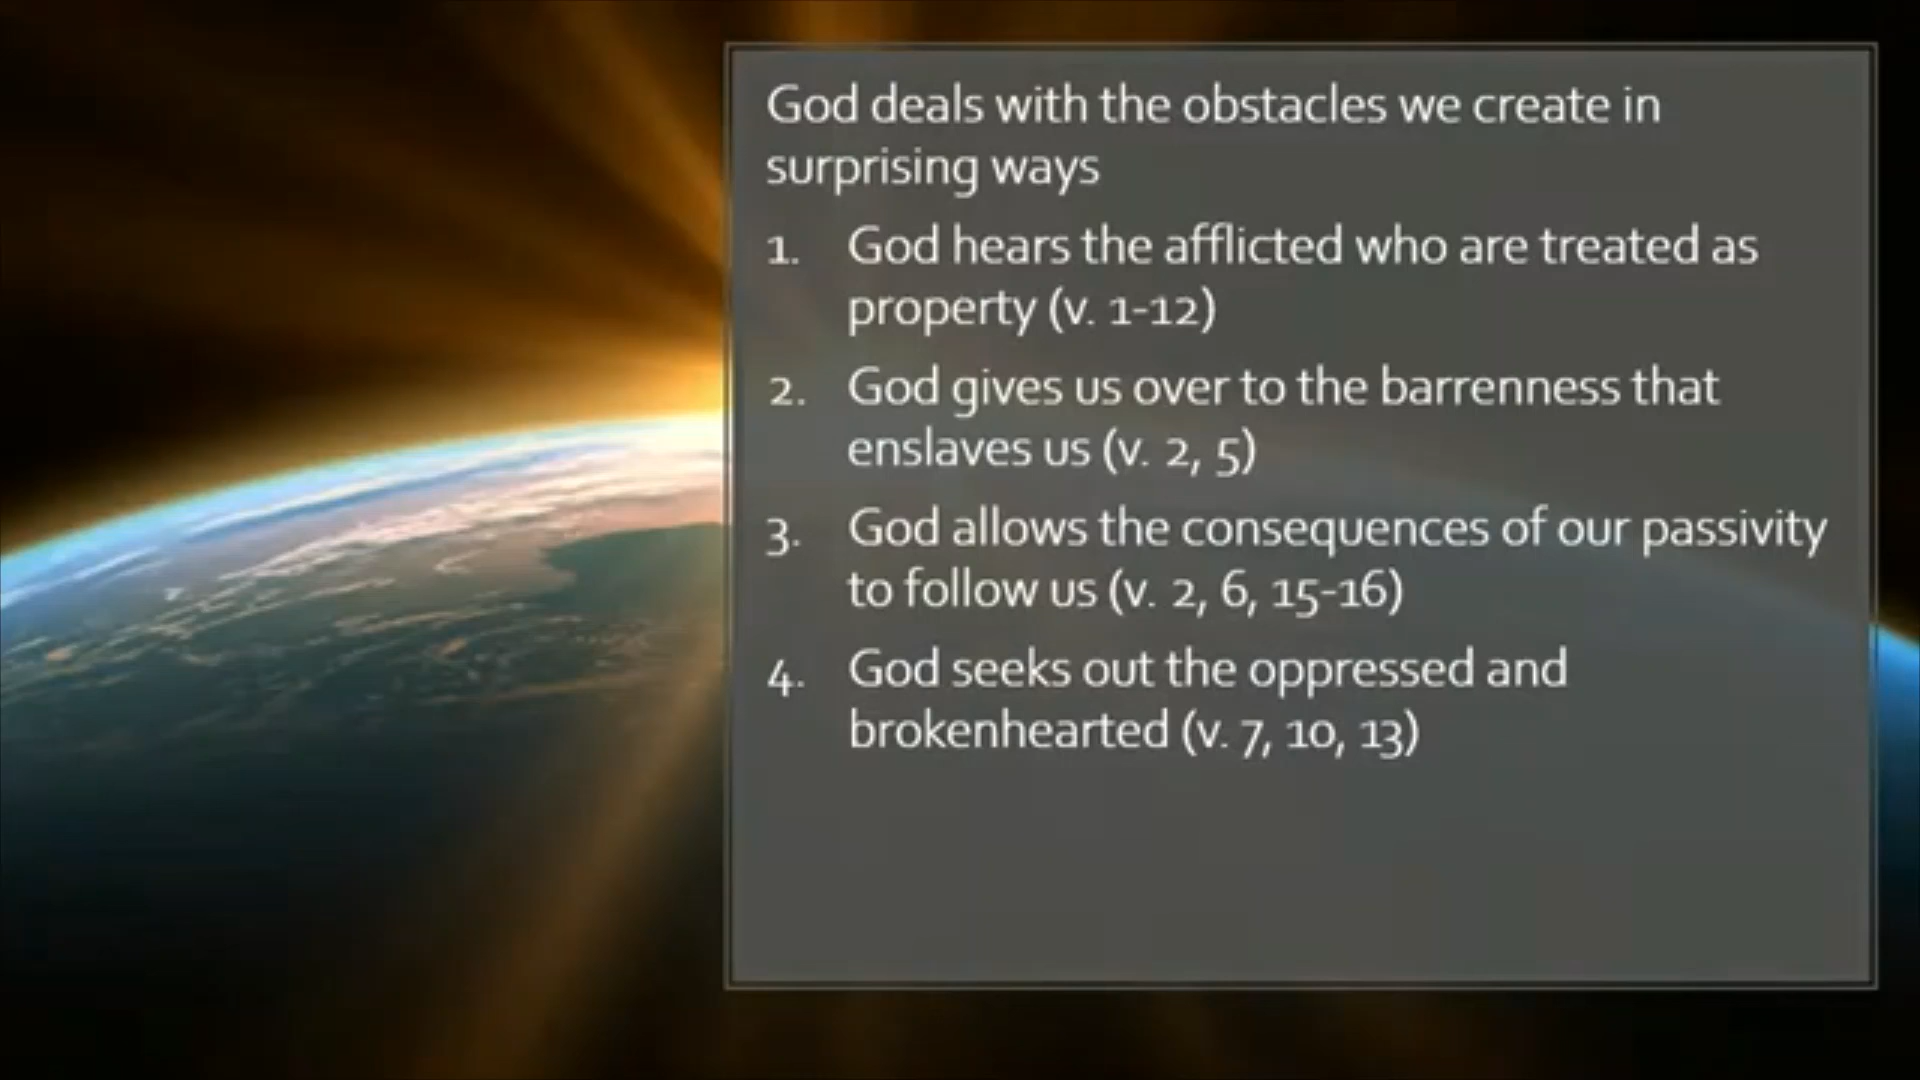 God deals with the obstacles we create in
surprising ways
1. God hears the afflicted who are treated as
property (v. 1-12)
2. God gives us over to the barrenness that
enslaves us (v. 2, 5)
3. God allows the consequences of our passivity
to follow us (v. 2, 6, 15-16)
4. God seeks out the oppressed and
brokenhearted (v. 7, 10, 13)